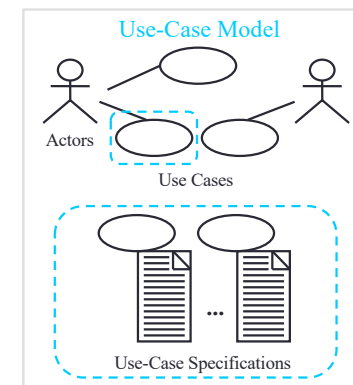 Use-Case Model
Actors
Use Cases
...
Use-Case Specifications